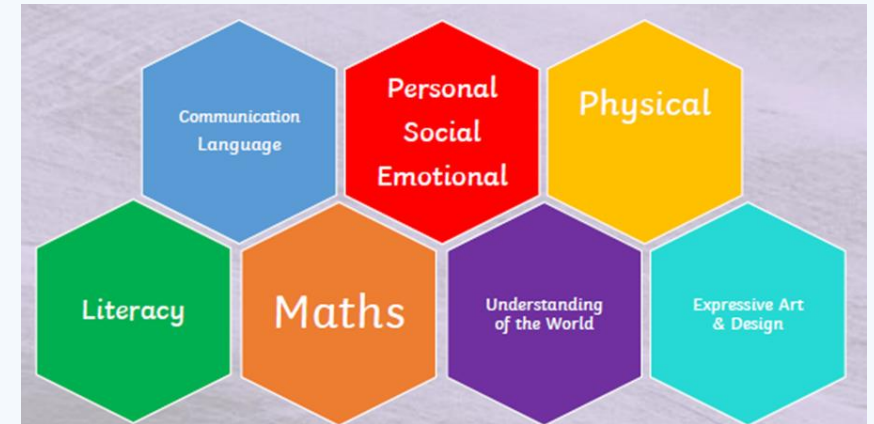 Communication
Language
Personal
Social
Emotional
Physical
Literacy
Maths
Understanding
of the World
Expressive Art
& Design